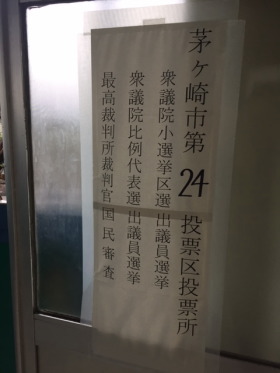 茅ヶ崎市第24投票区投票所
衆議院小選挙区選出議員選挙
衆議院比例代表選出議員選挙
最高裁判所裁判官国民審査